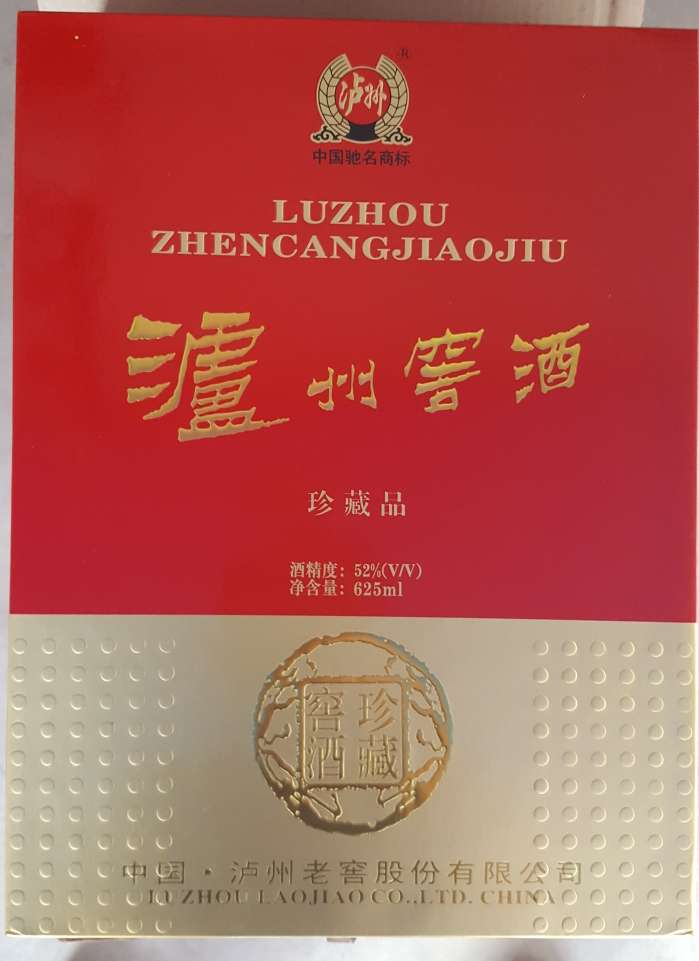 泸州
®
中国驰名商标
LUZHOU
ZHENCANGJIAOJIU
泸州窖酒
珍藏品
酒精度：52%(V/V)
净含量：625ml
珍藏
窖酒
中国·泸州老窖股份有限公司
LUZHOU LAOJIAO CO.,LTD. CHINA